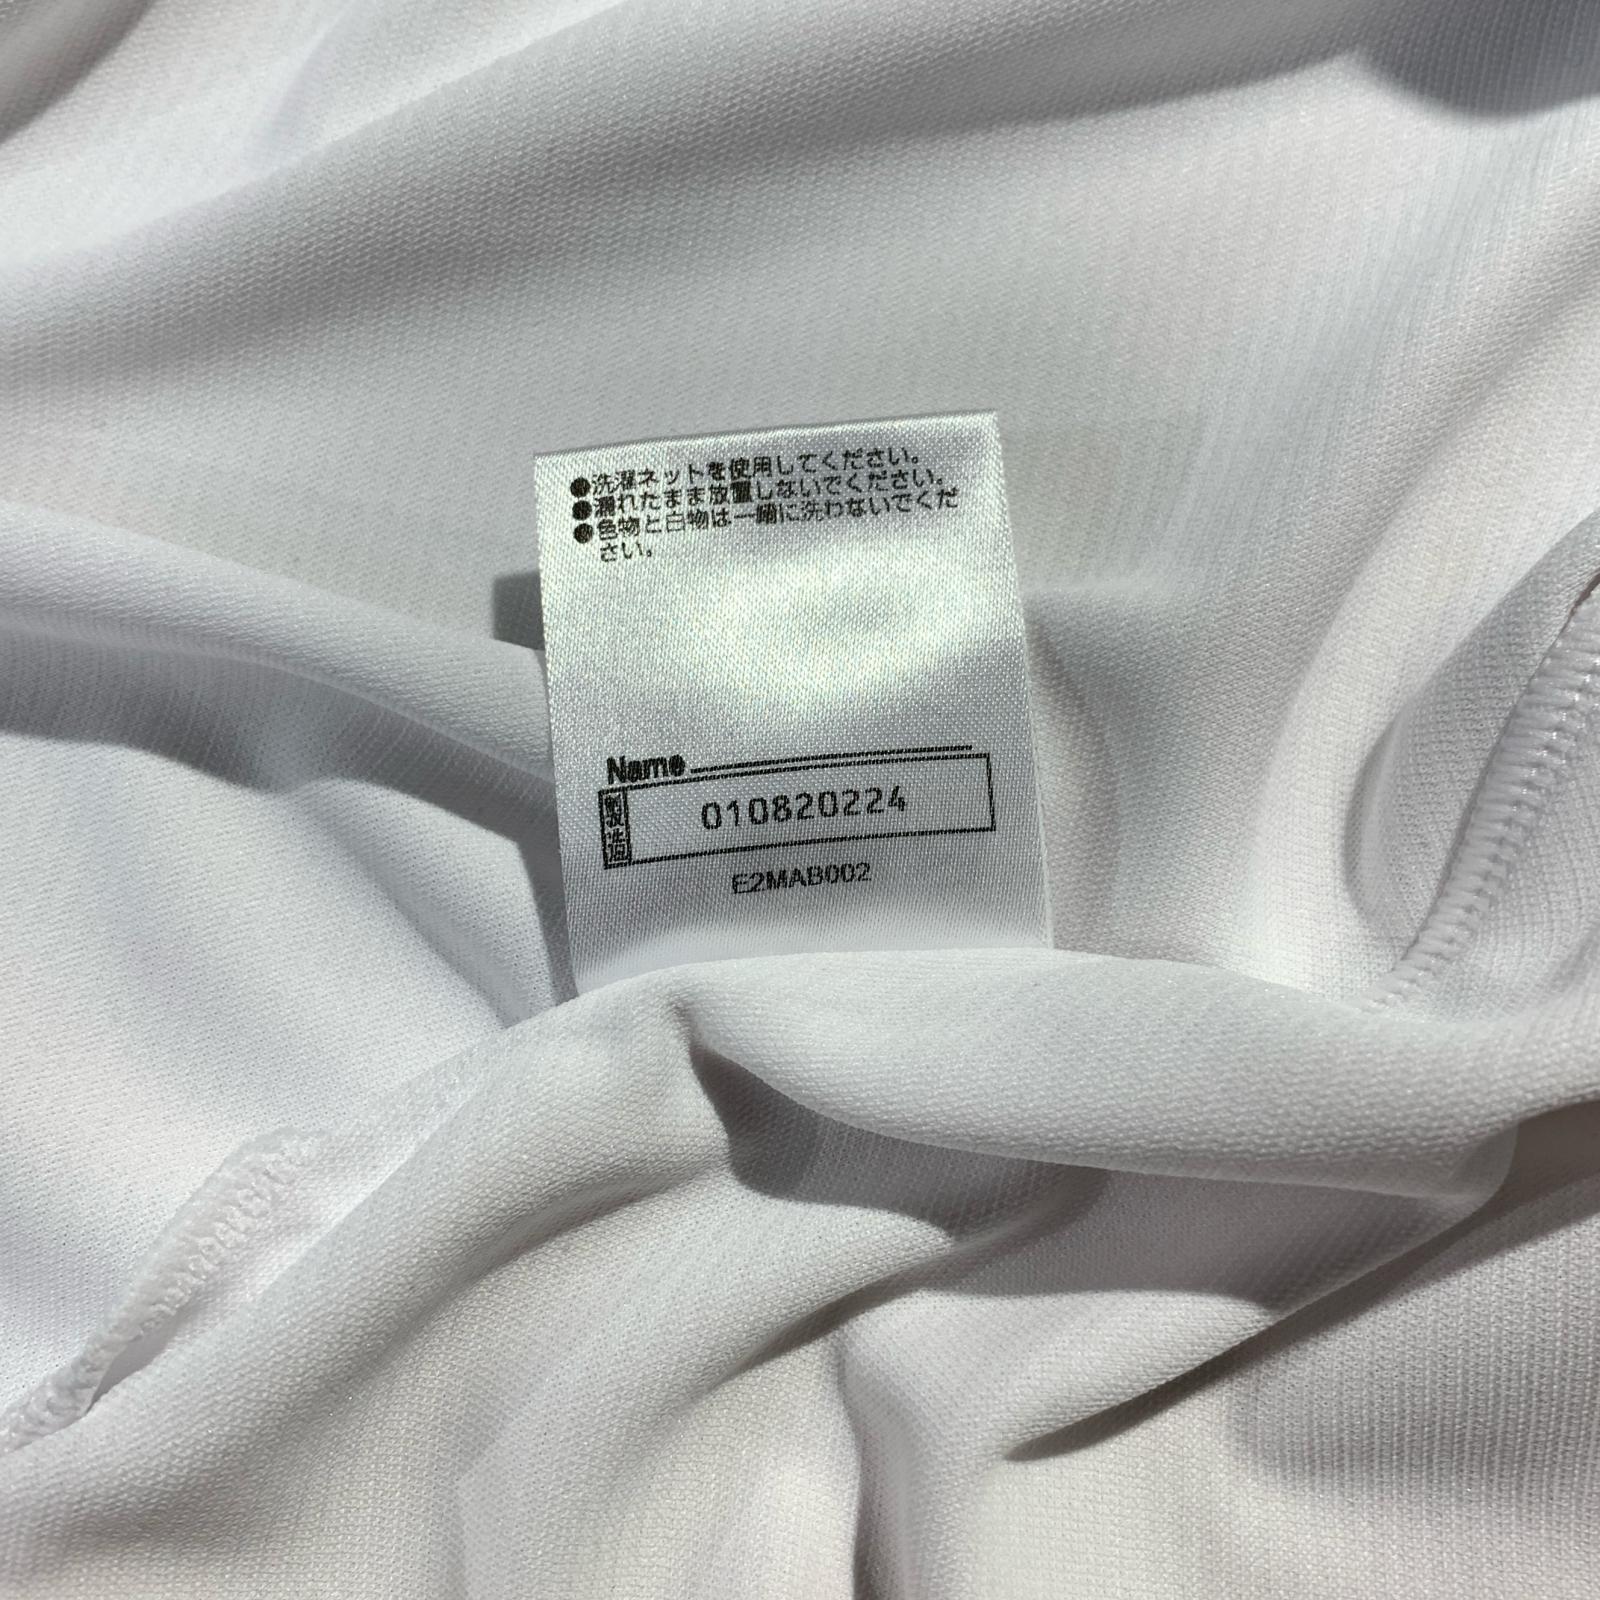 ●洗濯ネットを使用してください。
●濡れたまま放置しないでください。
●色物と白物は一緒に洗わないでくだ
さい。
Name
製造 010820224
E2MAB002